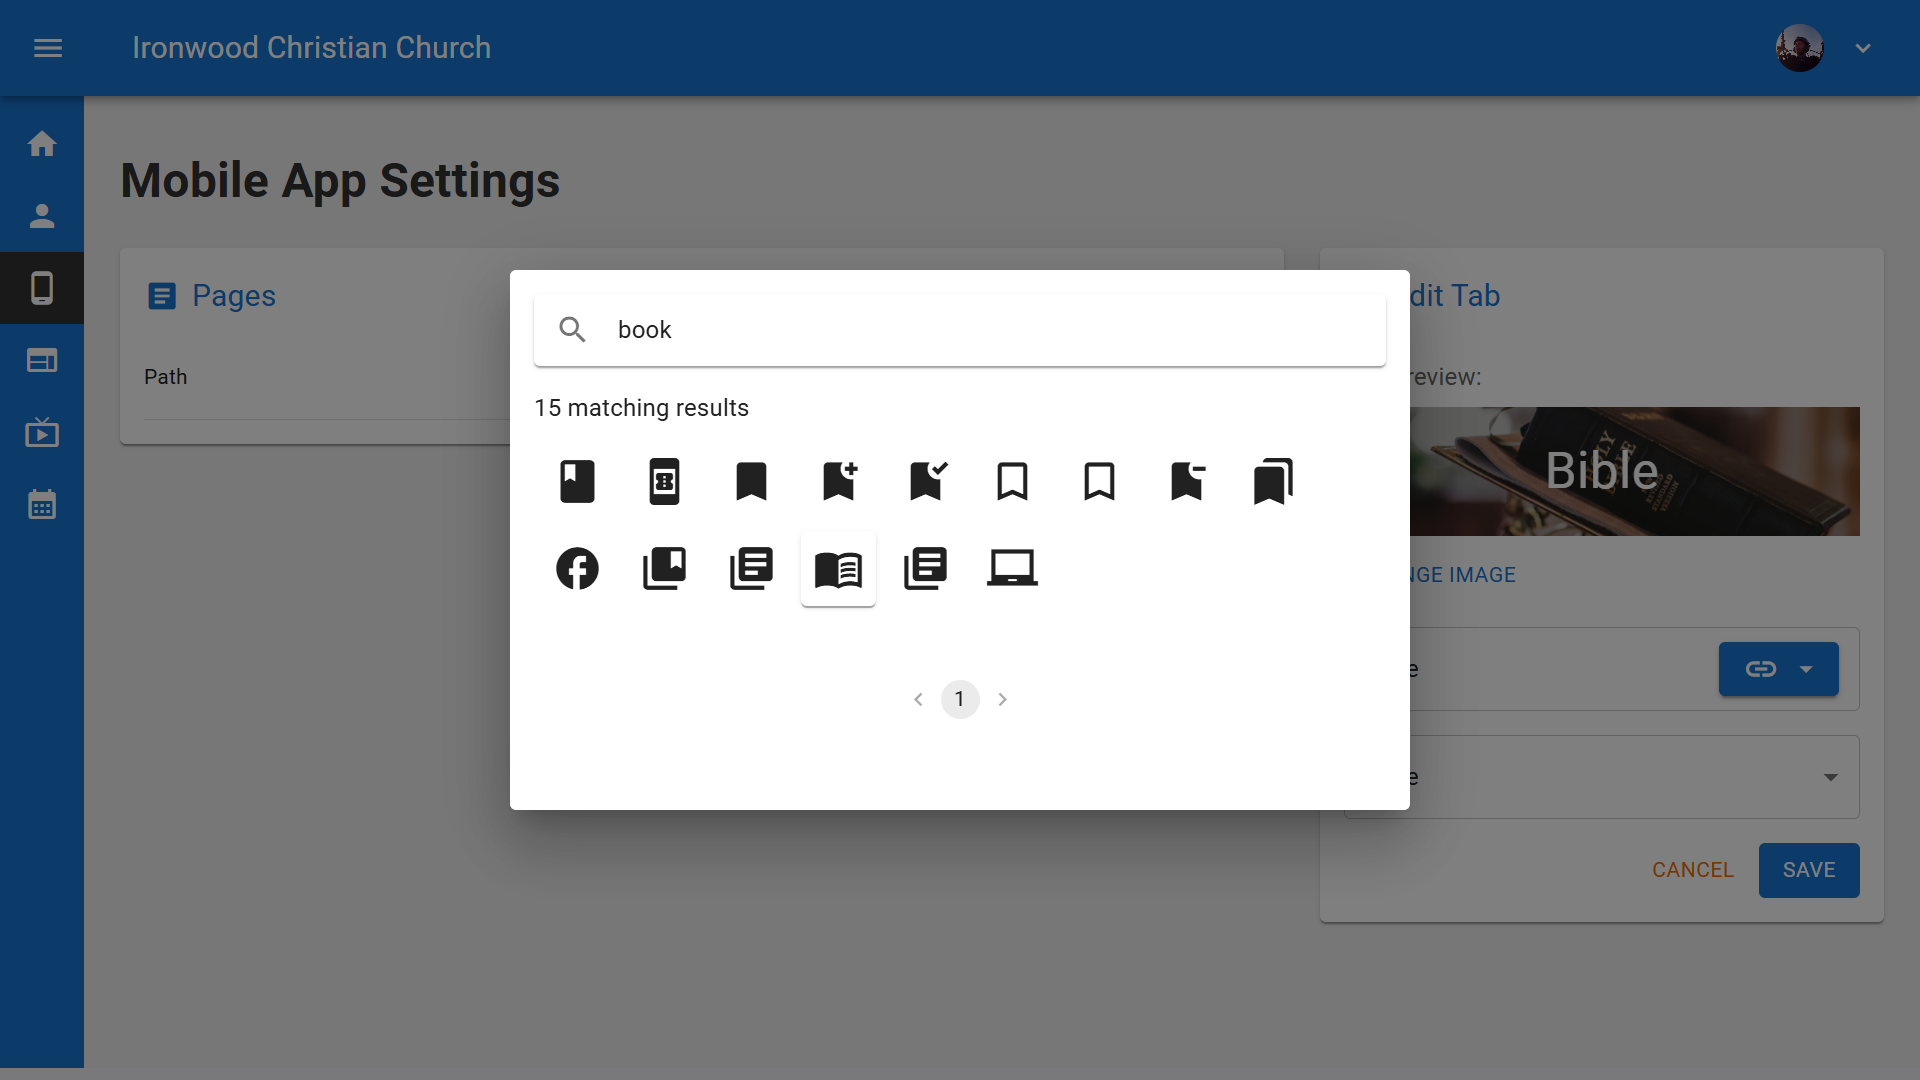 Ironwood Christian Church
Mobile App Settings
Pages
Path
book
15 matching results
1
dit Tab
review:
HOLY
Bible
NGE IMAGE
e
e
CANCEL
SAVE